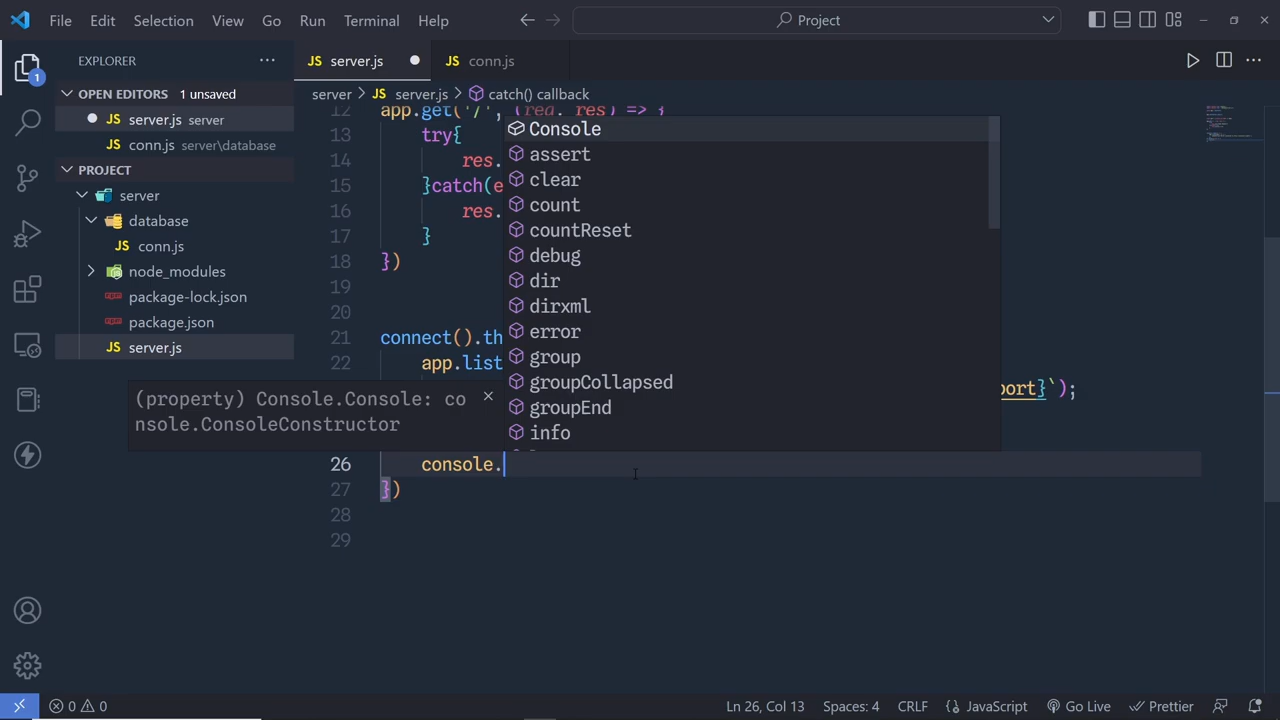 File Edit Selection View Go Run Terminal Help
Project
EXPLORER
1
OPEN EDITORS 1 unsaved
server.js server
conn.js server\database
PROJECT
server
database
conn.js
node_modules
package-lock.json
package.json
server.js
JS server.js
JS conn.js
server > JS server.js > catch() callback
12 app.get('/', (req, res) => {
13 try{
14 res.
15 }catch(e
16 res.
17 }
18 })
19
20
21 connect().th
22 app.list
port}`);
26 console.
27 })
28
29
Console
assert
clear
count
countReset
debug
dir
dirxml
error
group
groupCollapsed
groupEnd
info
(property) Console.Console: co
nsole.ConsoleConstructor
0 0
Ln 26, Col 13 Spaces: 4 CRLF {} JavaScript Go Live Prettier